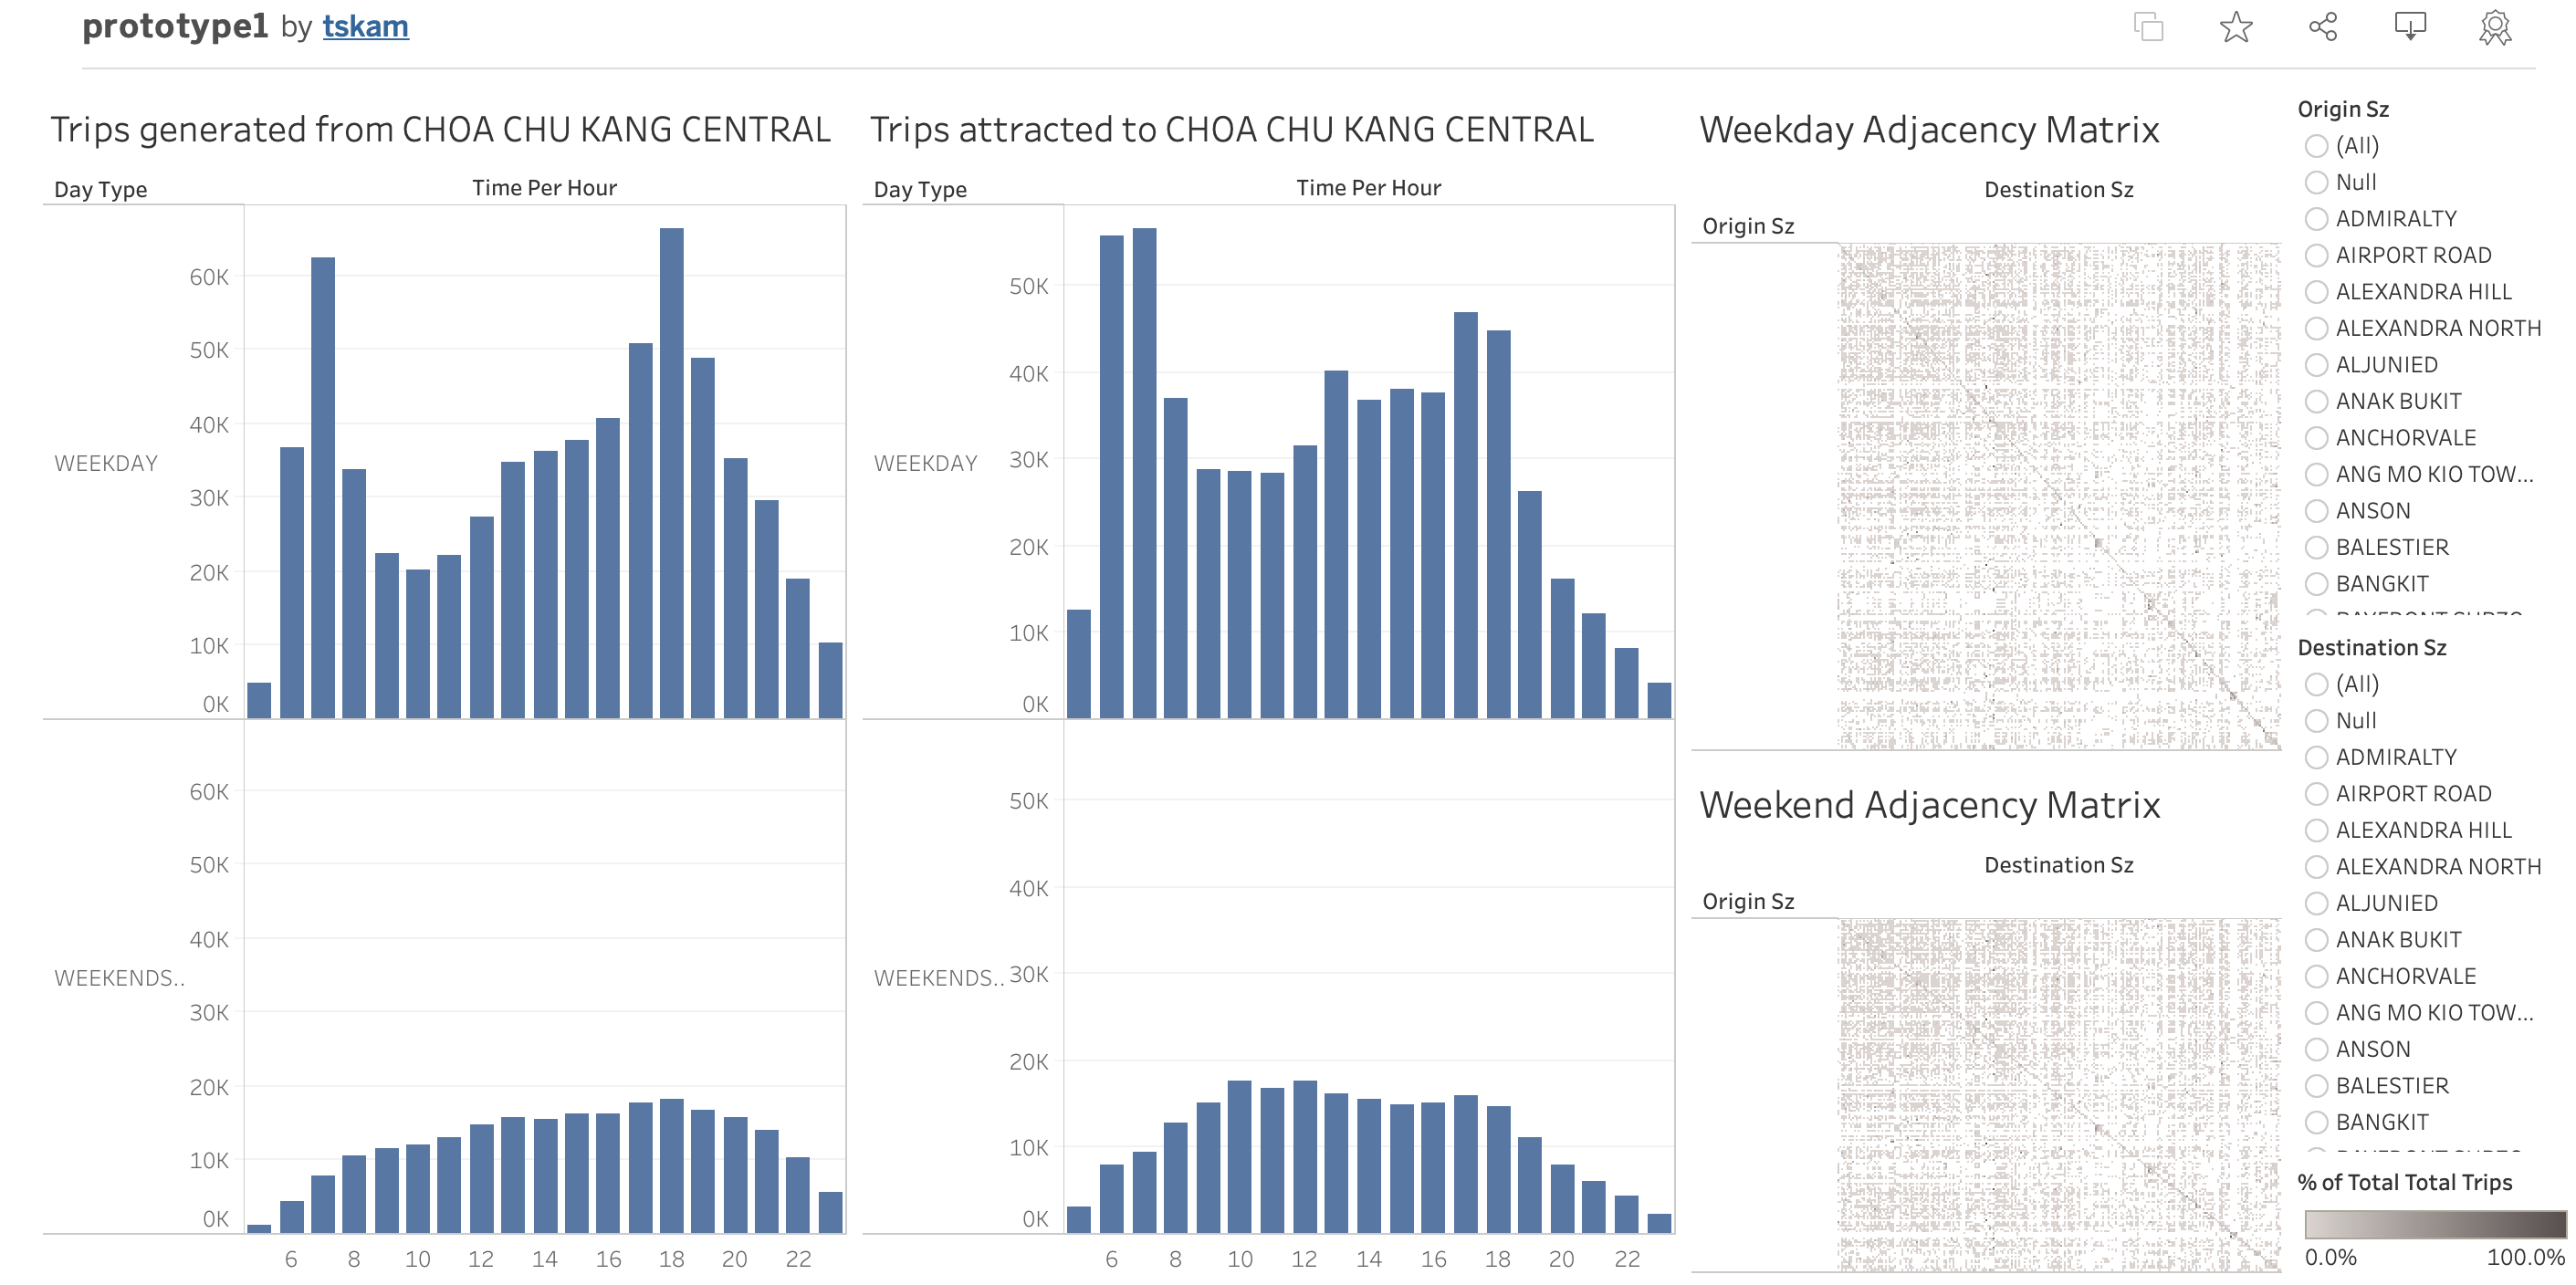 prototype1 by tskam
Trips generated from CHOA CHU KANG CENTRAL
Day Type
Time Per Hour
60K
50K
40K
WEEKDAY
30K
20K
10K
0K
60K
50K
40K
WEEKENDS..
30K
20K
10K
0K
6 8 10 12 14 16 18 20 22
Trips attracted to CHOA CHU KANG CENTRAL
Day Type
Time Per Hour
50K
40K
WEEKDAY
30K
20K
10K
0K
50K
40K
WEEKENDS..
30K
20K
10K
0K
6 8 10 12 14 16 18 20 22
Weekday Adjacency Matrix
Destination Sz
Origin Sz
Weekend Adjacency Matrix
Destination Sz
Origin Sz
Origin Sz
(All)
Null
ADMIRALTY
AIRPORT ROAD
ALEXANDRA HILL
ALEXANDRA NORTH
ALJUNIED
ANAK BUKIT
ANCHORVALE
ANG MO KIO TOW...
ANSON
BALESTIER
BANGKIT
Destination Sz
(All)
Null
ADMIRALTY
AIRPORT ROAD
ALEXANDRA HILL
ALEXANDRA NORTH
ALJUNIED
ANAK BUKIT
ANCHORVALE
ANG MO KIO TOW...
ANSON
BALESTIER
BANGKIT
% of Total Total Trips
0.0% 100.0%